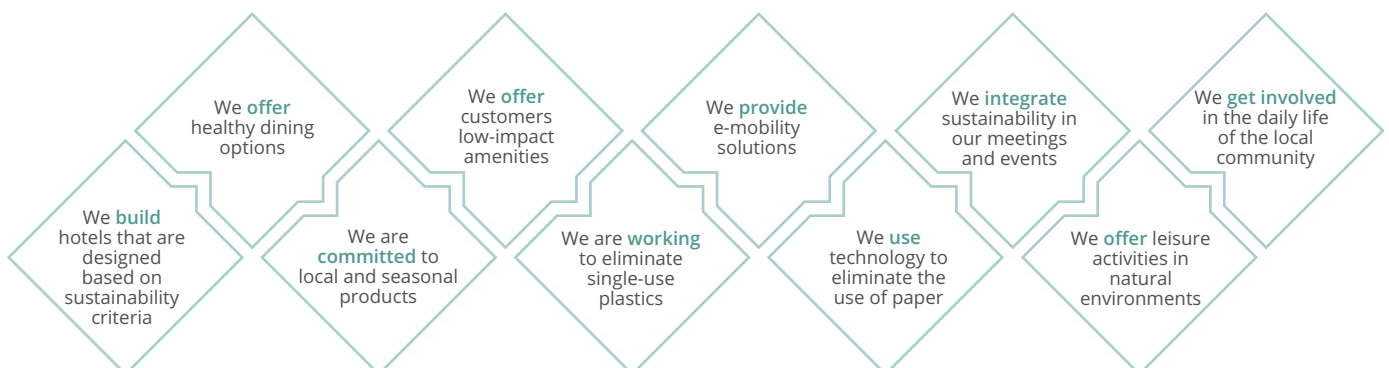 We build
hotels that are
designed
based on
sustainability
criteria
We offer
healthy dining
options
We are
committed to
local and seasonal
products
We offer
customers
low-impact
amenities
We are working
to eliminate
single-use
plastics
We provide
e-mobility
solutions
We use
technology to
eliminate the
use of paper
We integrate
sustainability in
our meetings
and events
We offer leisure
activities in
natural
environments
We get involved
in the daily life
of the local
community